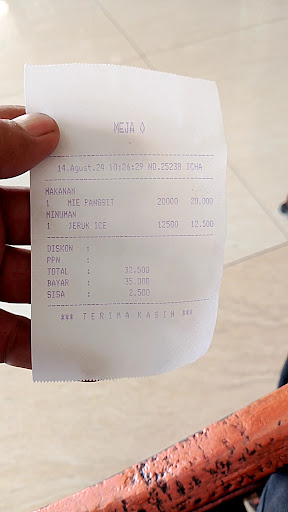 MEJA 0
14.Agust.24 10:26:29 NO.25238 ICHA
MAKANAN
1 MIE PANGSIT 20000 20.000
MINUMAN
1 JERUK ICE 12500 12.500
DISKON :
PPN :
TOTAL : 32.500
BAYAR : 35.000
SISA : 2.500
*** T E R I M A K A S I H ***